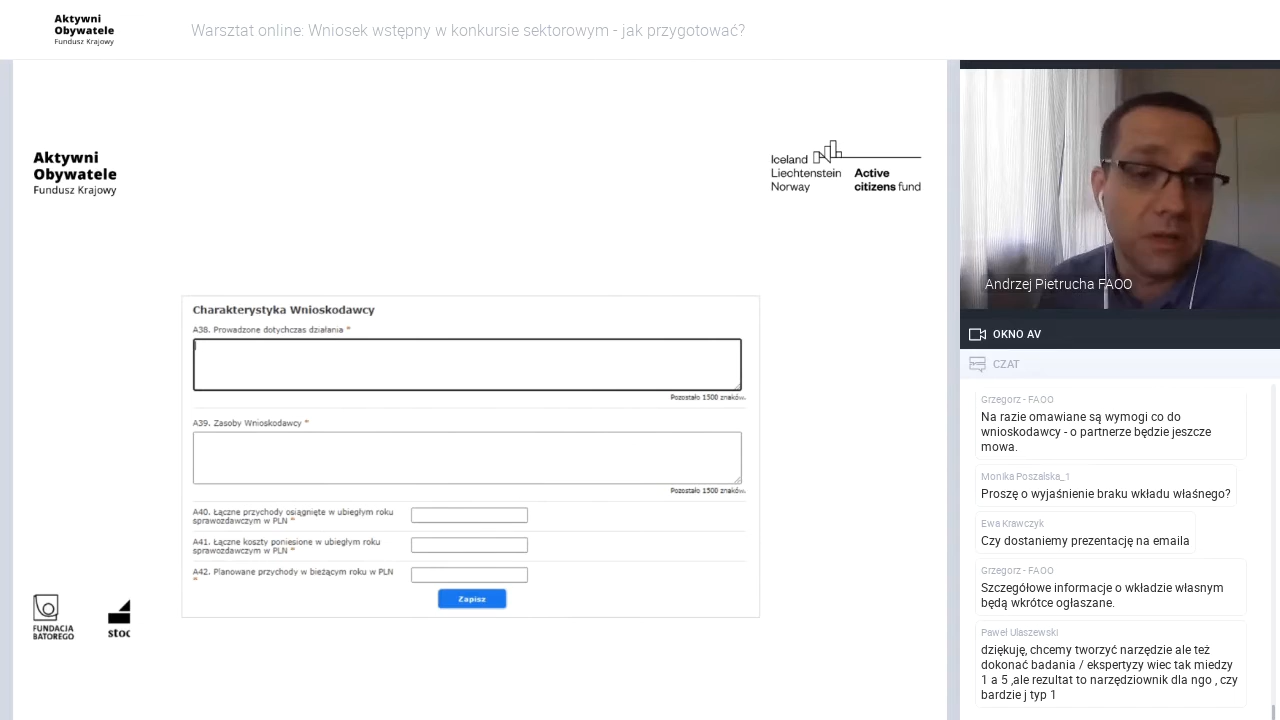 Aktywni
Obywatele
Fundusz Krajowy
Warsztat online: Wniosek wstępny w konkursie sektorowym - jak przygotować?
Aktywni
Obywatele
Fundusz Krajowy
Iceland
Liechtenstein
Norway
Active
citizens fund
Charakterystyka Wnioskodawcy
A38. Prowadzone dotychczas działania *
Pozostało 1500 znaków.
A39. Zasoby Wnioskodawcy *
Pozostało 1500 znaków.
A40. Łączne przychody osiągnięte w ubiegłym roku
sprawozdawczym w PLN *
A41. Łączne koszty poniesione w ubiegłym roku
sprawozdawczym w PLN *
A42. Planowane przychody w bieżącym roku w PLN
*
Zapisz
FUNDACJA
BATOREGO
stoc
Andrzej Pietrucha FAOO
OKNO AV
CZAT
Grzegorz - FAOO
Na razie omawiane są wymogi co do
wnioskodawcy - o partnerze będzie jeszcze
mowa.
Monika Poszalska_1
Proszę o wyjaśnienie braku wkładu właśnego?
Ewa Krawczyk
Czy dostaniemy prezentację na emaila
Grzegorz - FAOO
Szczegółowe informacje o wkładzie własnym
będą wkrótce ogłaszane.
Paweł Ulaszewski
dziękuję, chcemy tworzyć narzędzie ale też
dokonać badania / ekspertyzy wiec tak miedzy
1 a 5 ,ale rezultat to narzędziownik dla ngo , czy
bardzie j typ 1